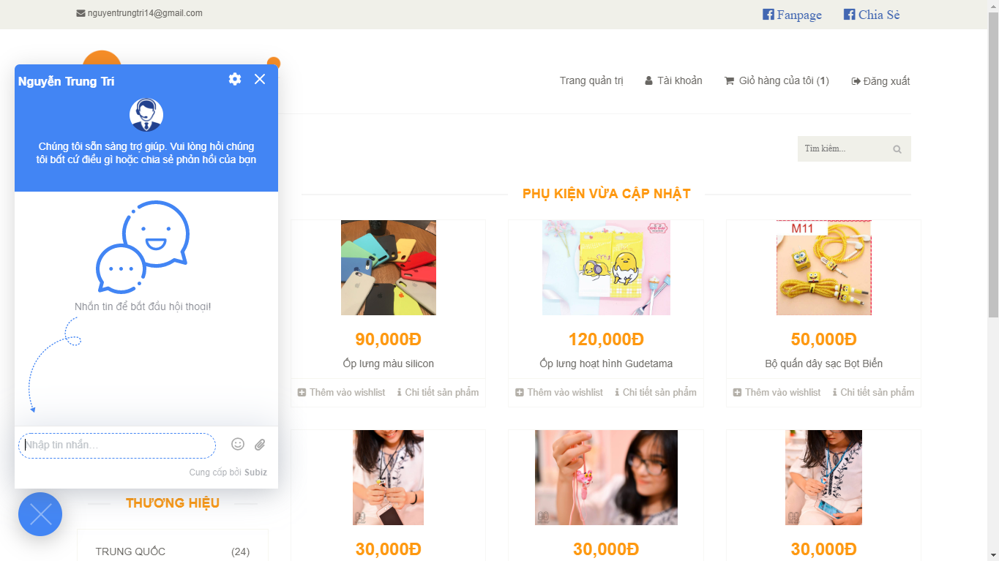 nguyentrungtri14@gmail.com
Fanpage
Chia Sẻ
Trang quản trị
Tài khoản
Giỏ hàng của tôi (1)
Đăng xuất
Tìm kiếm...
Nguyễn Trung Trí
Chúng tôi sẵn sàng trợ giúp. Vui lòng hỏi chúng
tôi bất cứ điều gì hoặc chia sẻ phản hồi của bạn
Nhắn tin để bắt đầu hội thoại!
Nhập tin nhắn...
Cung cấp bởi Subiz
PHỤ KIỆN VỪA CẬP NHẬT
M11
90,000Đ
120,000Đ
50,000Đ
Ốp lưng màu silicon
Ốp lưng hoạt hình Gudetama
Bộ quấn dây sạc Bọt Biển
Thêm vào wishlist
Chi tiết sản phẩm
Thêm vào wishlist
Chi tiết sản phẩm
Thêm vào wishlist
Chi tiết sản phẩm
30,000Đ
30,000Đ
30,000Đ
THƯƠNG HIỆU
TRUNG QUỐC (24)